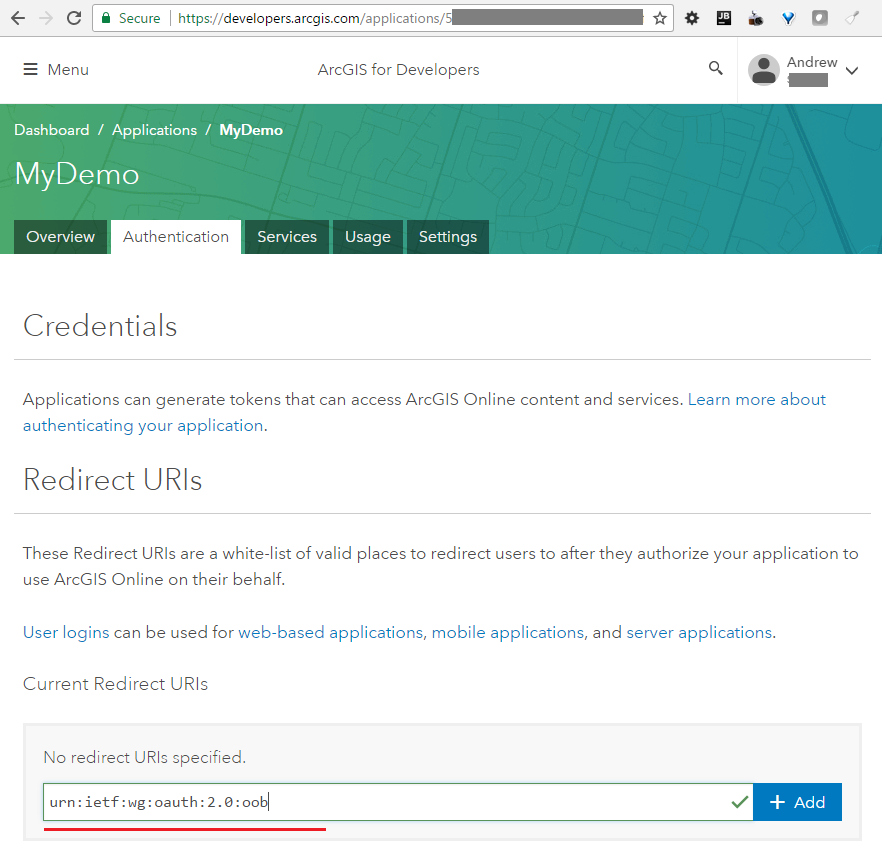 Secure https://developers.arcgis.com/applications/5
JB
Menu
ArcGIS for Developers
Andrew
Dashboard / Applications / MyDemo
MyDemo
Overview Authentication Services Usage Settings
Credentials
Applications can generate tokens that can access ArcGIS Online content and services. Learn more about
authenticating your application.
Redirect URIs
These Redirect URIs are a white-list of valid places to redirect users to after they authorize your application to
use ArcGIS Online on their behalf.
User logins can be used for web-based applications, mobile applications, and server applications.
Current Redirect URIs
No redirect URIs specified.
urn:ietf:wg:oauth:2.0:oob
+ Add